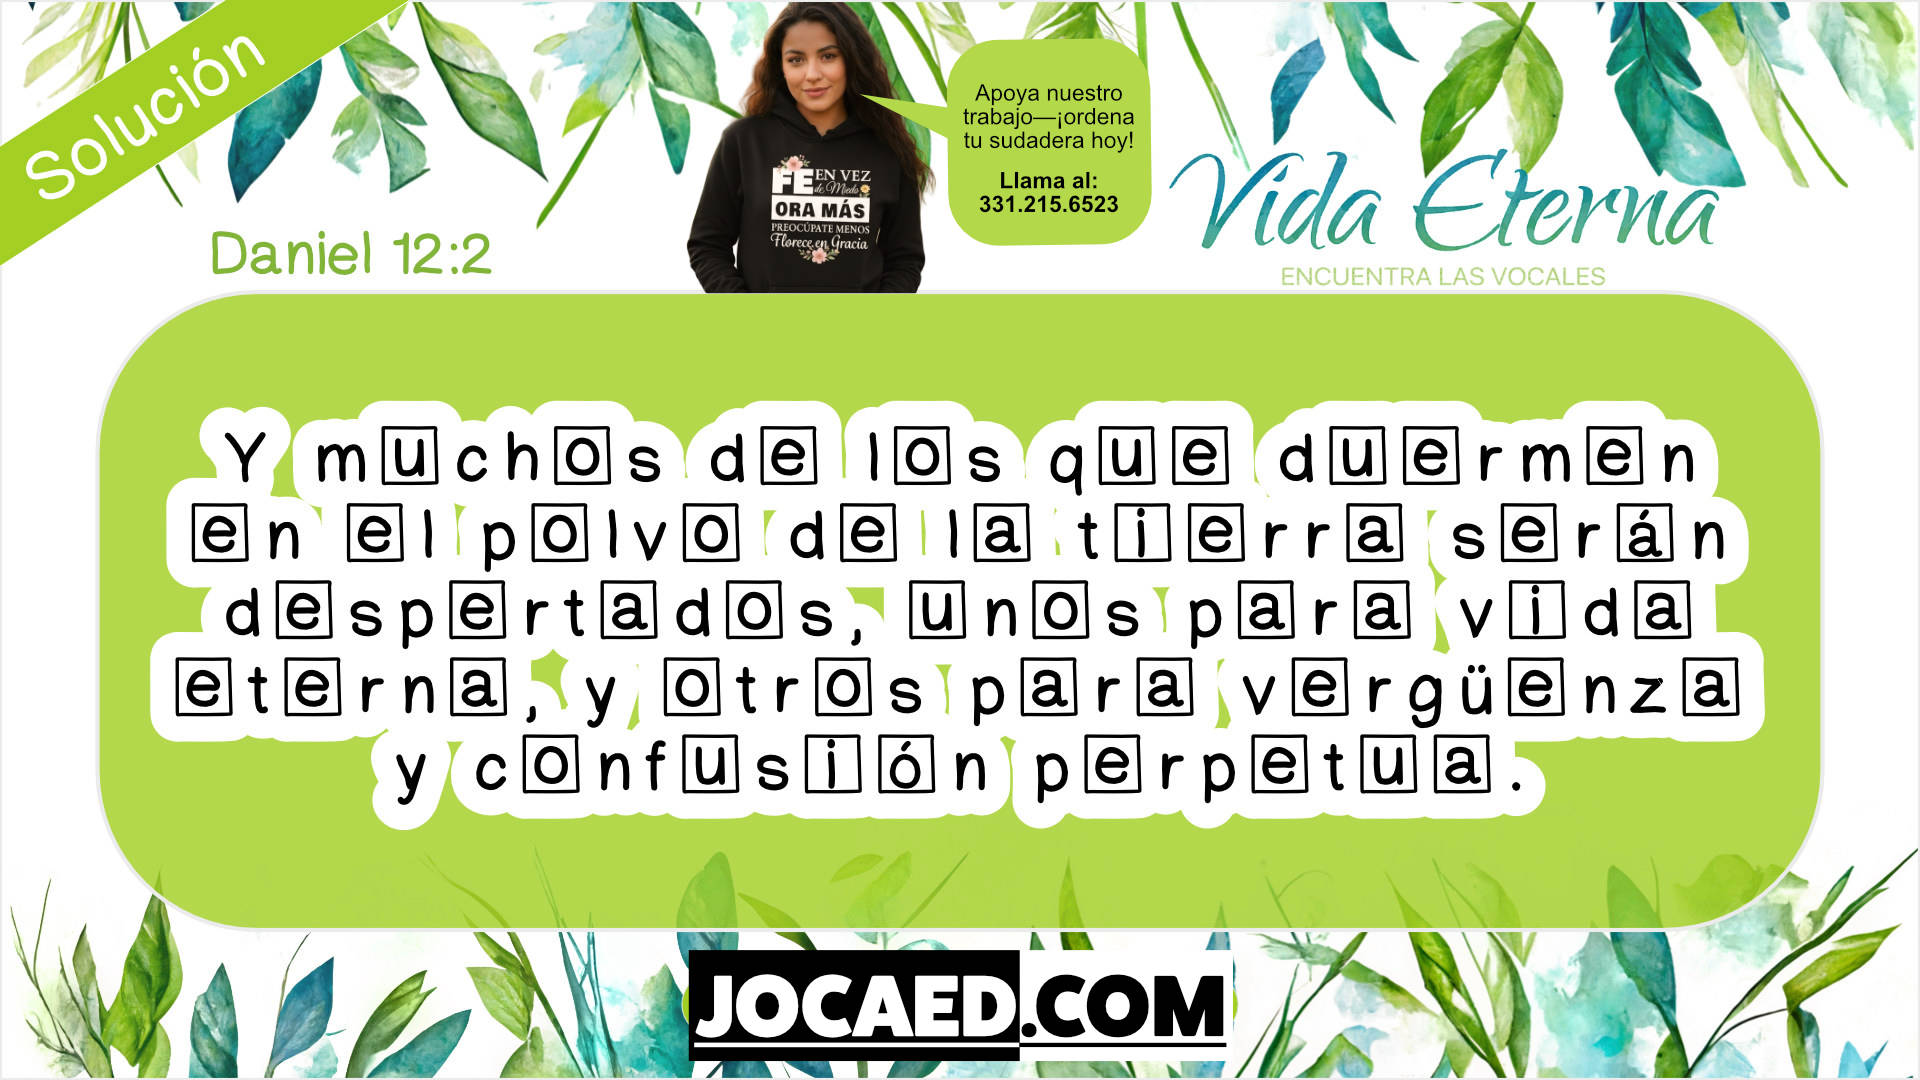 Solución
Daniel 12:2
FE EN VEZ
de Miedo
ORA MÁS
PREOCÚPATE MENOS
Florece en Gracia
Apoya nuestro
trabajo—¡ordena
tu sudadera hoy!
Llama al:
331.215.6523
Vida Eterna
ENCUENTRA LAS VOCALES
Y muchos de los que duermen
en el polvo de la tierra serán
despertados, unos para vida
eterna, y otros para vergüenza
y confusión perpetua.
JOCAED.COM